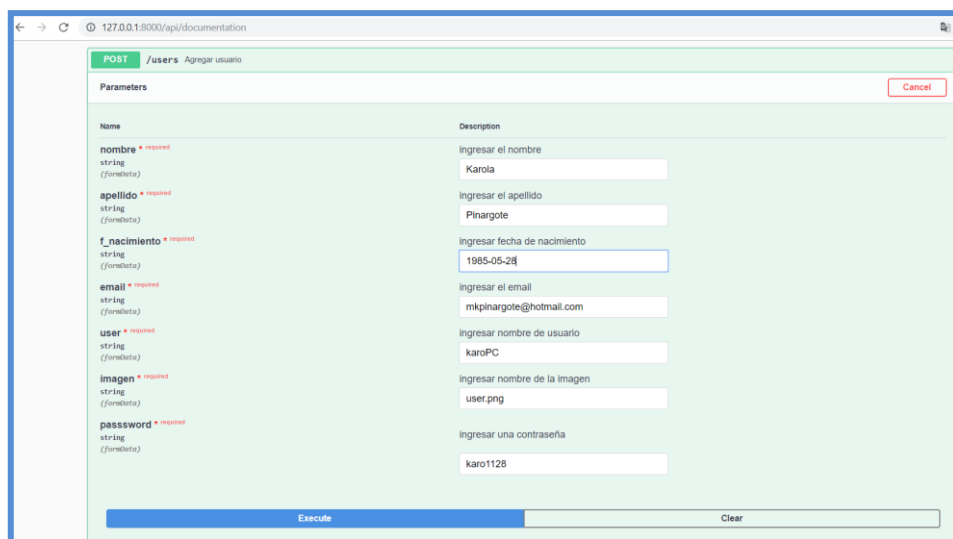 127.0.0.1:8000/api/documentation
POST /users Agregar usuario
Parameters Cancel
Name Description
nombre * required ingresar el nombre
string Karola
(formData)
apellido * required ingresar el apellido
string Pinargote
(formData)
f_nacimiento * required ingresar fecha de nacimiento
string 1985-05-28
(formData)
email * required ingresar el email
string mkpinargote@hotmail.com
(formData)
user * required ingresar nombre de usuario
string karoPC
(formData)
imagen * required ingresar nombre de la imagen
string user.png
(formData)
passsword * required
string ingresar una contraseña
(formData)
karo1128
Execute Clear